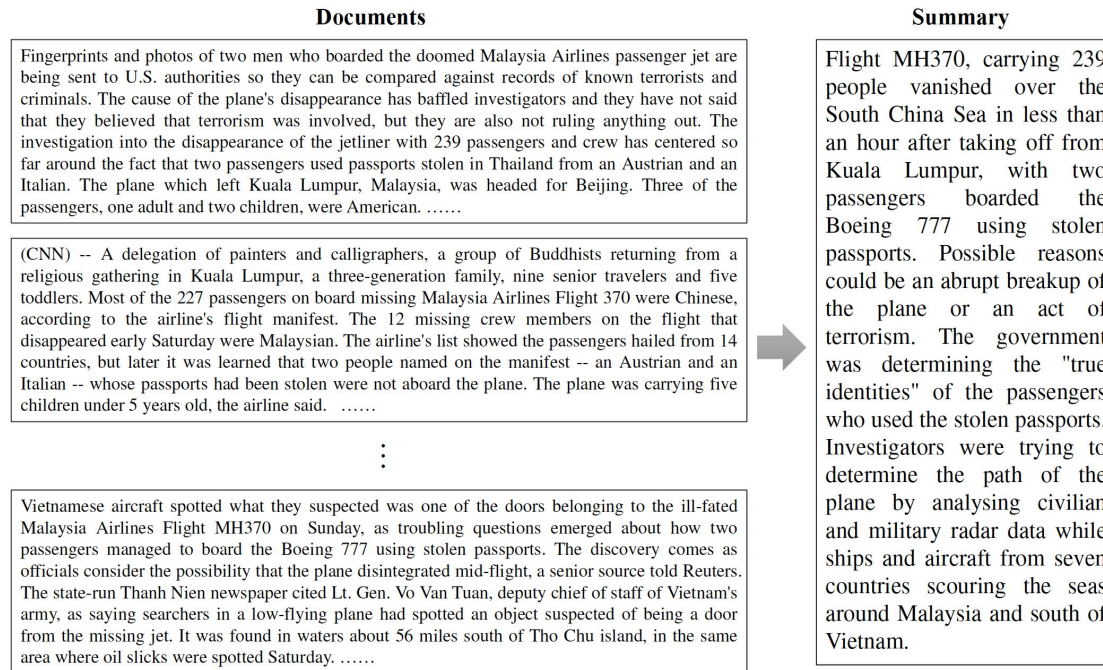 Documents
Summary
Fingerprints and photos of two men who boarded the doomed Malaysia Airlines passenger jet are
being sent to U.S. authorities so they can be compared against records of known terrorists and
criminals. The cause of the plane's disappearance has baffled investigators and they have not said
that they believed that terrorism was involved, but they are also not ruling anything out. The
investigation into the disappearance of the jetliner with 239 passengers and crew has centered so
far around the fact that two passengers used passports stolen in Thailand from an Austrian and an
Italian. The plane which left Kuala Lumpur, Malaysia, was headed for Beijing. Three of the
passengers, one adult and two children, were American. ……
(CNN) -- A delegation of painters and calligraphers, a group of Buddhists returning from a
religious gathering in Kuala Lumpur, a three-generation family, nine senior travelers and five
toddlers. Most of the 227 passengers on board missing Malaysia Airlines Flight 370 were Chinese,
according to the airline's flight manifest. The 12 missing crew members on the flight that
disappeared early Saturday were Malaysian. The airline's list showed the passengers hailed from 14
countries, but later it was learned that two people named on the manifest -- an Austrian and an
Italian -- whose passports had been stolen were not aboard the plane. The plane was carrying five
children under 5 years old, the airline said. ……
Vietnamese aircraft spotted what they suspected was one of the doors belonging to the ill-fated
Malaysia Airlines Flight MH370 on Sunday, as troubling questions emerged about how two
passengers managed to board the Boeing 777 using stolen passports. The discovery comes as
officials consider the possibility that the plane disintegrated mid-flight, a senior source told Reuters.
The state-run Thanh Nien newspaper cited Lt. Gen. Vo Van Tuan, deputy chief of staff of Vietnam's
army, as saying searchers in a low-flying plane had spotted an object suspected of being a door
from the missing jet. It was found in waters about 56 miles south of Tho Chu island, in the same
area where oil slicks were spotted Saturday. ……
Flight MH370, carrying 239
people vanished over the
South China Sea in less than
an hour after taking off from
Kuala Lumpur, with two
passengers boarded the
Boeing 777 using stolen
passports. Possible reasons
could be an abrupt breakup of
the plane or an act of
terrorism. The government
was determining the "true
identities" of the passengers
who used the stolen passports.
Investigators were trying to
determine the path of the
plane by analysing civilian
and military radar data while
ships and aircraft from seven
countries scouring the seas
around Malaysia and south of
Vietnam.